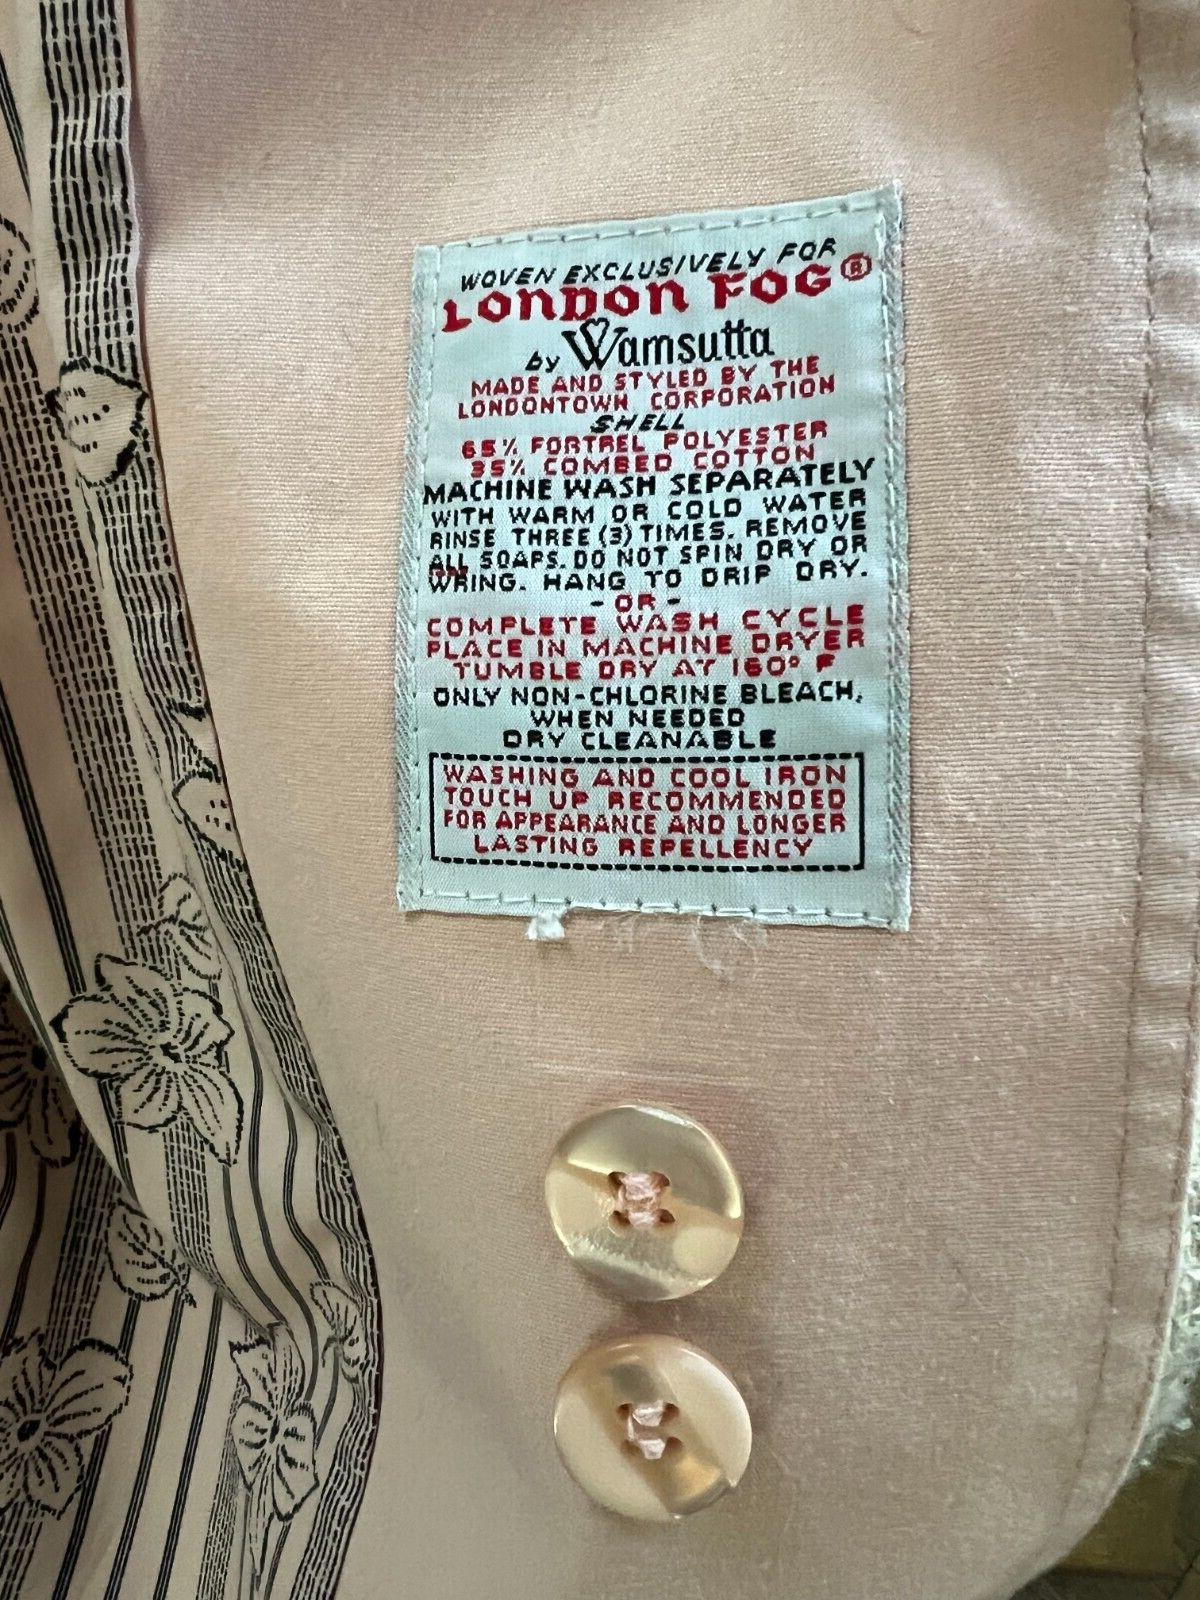 WOVEN EXCLUSIVELY FOR
LONDON FOG®
by Wamsutta
MADE AND STYLED BY THE
LONDONTOWN CORPORATION
SHELL
65% FORTREL POLYESTER
35% COMBED COTTON
MACHINE WASH SEPARATELY
WITH WARM OR COLD WATER
RINSE THREE (3) TIMES. REMOVE
ALL SOAPS. DO NOT SPIN DRY OR
WRING. HANG TO DRIP DRY.
- OR -
COMPLETE WASH CYCLE
PLACE IN MACHINE DRYER
TUMBLE DRY AT 160° F
ONLY NON-CHLORINE BLEACH,
WHEN NEEDED
DRY CLEANABLE
WASHING AND COOL IRON
TOUCH UP RECOMMENDED
FOR APPEARANCE AND LONGER
LASTING REPELLENCY